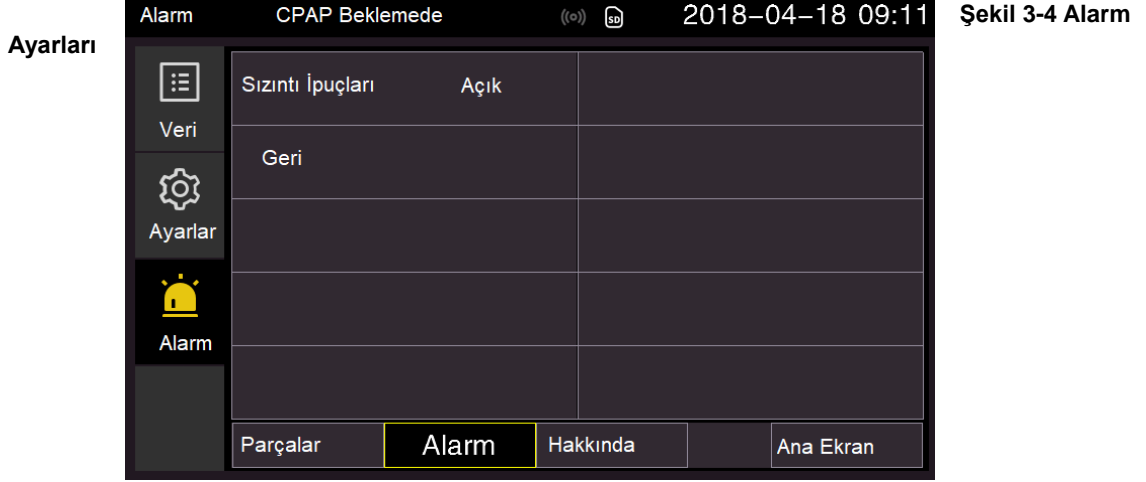 Alarm CPAP Beklemede ((o)) SD 2018-04-18 09:11 Şekil 3-4 Alarm
Ayarları
Veri
Ayarlar
Alarm
Sızıntı İpuçları Açık
Geri
Parçalar Alarm Hakkında Ana Ekran